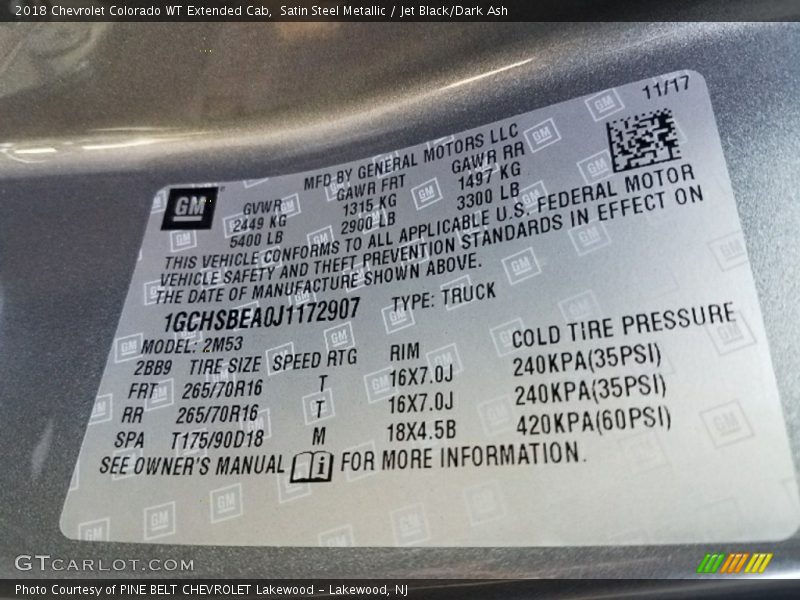 2018 Chevrolet Colorado WT Extended Cab, Satin Steel Metallic / Jet Black/Dark Ash
11/17
GM
MFD BY GENERAL MOTORS LLC
GVWR GAWR FRT GAWR RR
2449 KG 1315 KG 1497 KG
5400 LB 2900 LB 3300 LB
THIS VEHICLE CONFORMS TO ALL APPLICABLE U.S. FEDERAL MOTOR
VEHICLE SAFETY AND THEFT PREVENTION STANDARDS IN EFFECT ON
THE DATE OF MANUFACTURE SHOWN ABOVE.
1GCHSBEA0J1172907 TYPE: TRUCK
MODEL: 2M53
2BB9 TIRE SIZE SPEED RTG RIM COLD TIRE PRESSURE
FRT 265/70R16 T 16X7.0J 240KPA(35PSI)
RR 265/70R16 T 16X7.0J 240KPA(35PSI)
SPA T175/90D18 M 18X4.5B 420KPA(60PSI)
SEE OWNER'S MANUAL FOR MORE INFORMATION.
GTCARLOT.COM
Photo Courtesy of PINE BELT CHEVROLET Lakewood - Lakewood, NJ